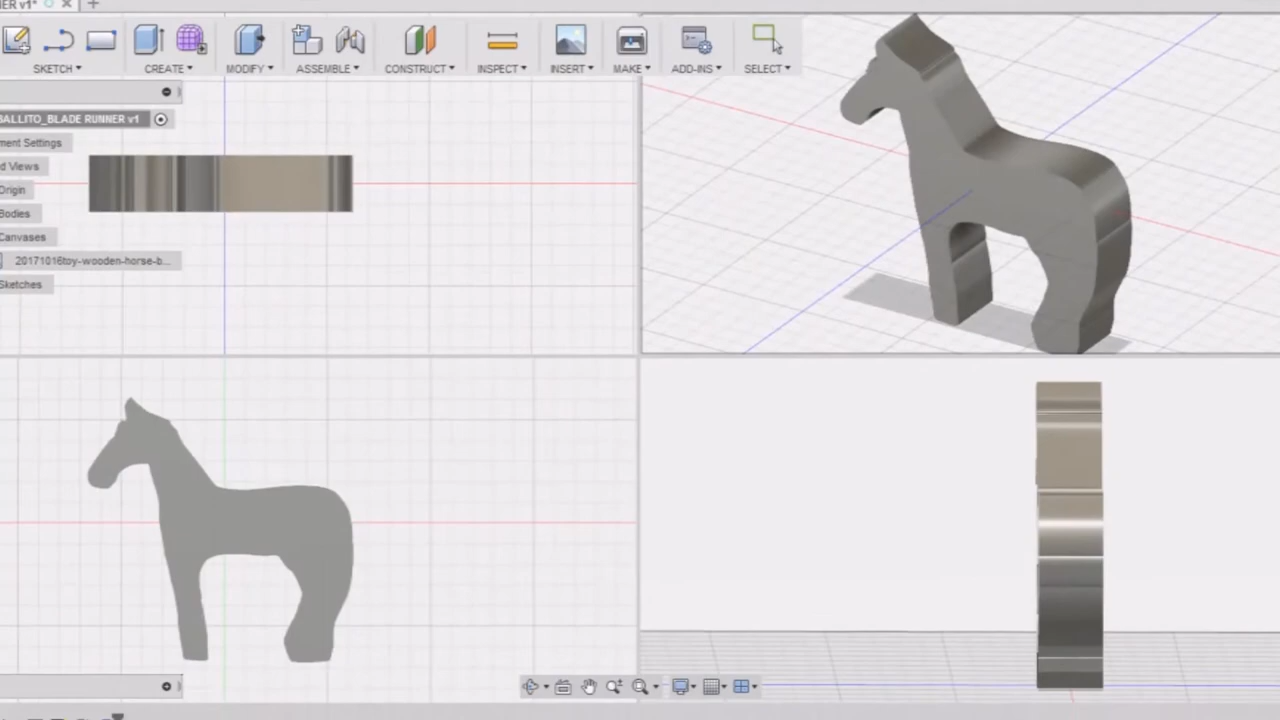 ER v1*
SKETCH
CREATE
MODIFY
ASSEMBLE
CONSTRUCT
INSPECT
INSERT
MAKE
ADD-INS
SELECT
BALLITO_BLADE RUNNER v1
ment Settings
d Views
Origin
Bodies
Canvases
20171016toy-wooden-horse-b...
Sketches